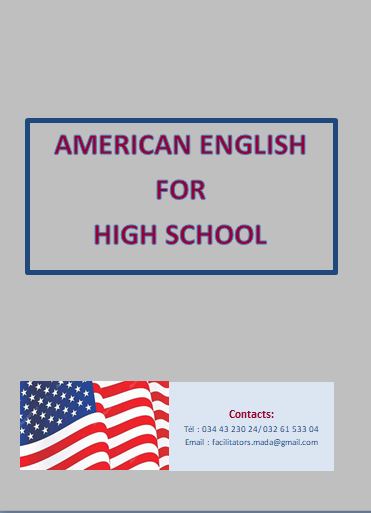 AMERICAN ENGLISH
FOR
HIGH SCHOOL
Contacts:
Tél : 034 43 230 24/ 032 61 533 04
Email : facilitators.mada@gmail.com